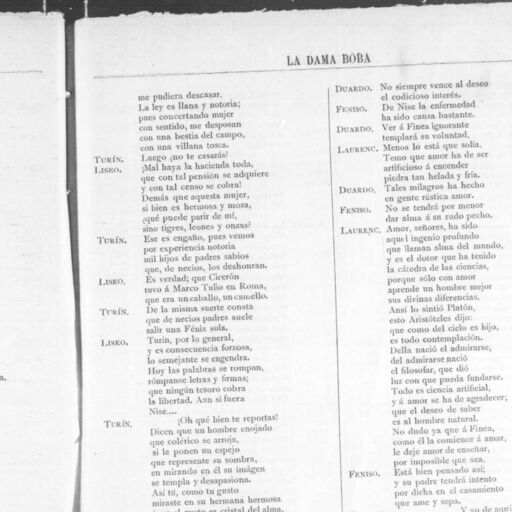 LA DAMA BOBA
me pudiera descasar.
La ley es llana y notoria;
pues concertando mujer
con sentido, me desposan
con una bestia del campo,
con una villana tosca.
TURÍN. Luego ¿no te casarás?
LISEO. ¡Mal haya la hacienda toda,
que con tal pensión se adquiere
y con tal censo se cobra!
Demás que aquesta mujer,
si bien es hermosa y moza,
¿qué puede parir de mí,
sino tigres, leones y onzas?
TURÍN. Ese es engaño, pues vemos
por experiencia notoria
mil hijos de padres sabios
que, de necios, los deshonran.
LISEO. Es verdad; que Cicerón
tuvo á Marco Tulio en Roma,
que era un caballo, un camello.
TURÍN. De la misma suerte consta
que de necios padres suele
salir una Fénix sola.
LISEO. Turín, por lo general,
y es consecuencia forzosa,
lo semejante se engendra.
Hoy las palabtas se rompan,
rómpanse letras y firmas;
que ningún tesoro cobra
la libertad. Aun si fuera
Nise....
TURÍN. ¡Oh qué bien te reportas!
Dicen que un hombre enojado
que colérico se arroja,
si le ponen un espejo
que represente su sombra,
en mirando en él su imágen
se templa y desapasiona.
Así tú, como tu gusto
miraste en su hermana hermosa
DUARDO. No siempre vence al deseo
el codicioso interés.
FENISO. De Nise la enfermedad
ha sido causa bastante.
DUARDO. Ver á Finea ignorante
templará su voluntad.
LAURENC. Menos lo está que solía.
Temo que amor ha de ser
artificioso á encender
piedra tan helada y fría.
DUARDO. Tales milagros ha hecho
en gente rústica amor.
FENISO. No se tendrá por menor
dar alma á su rudo pecho.
LAURENC. Amor, señores, ha sido
aquel ingenio profundo
que llaman alma del mundo,
y es el dotor que ha tenido
la cátedra de las ciencias,
porque sólo con amor
aprende un hombre mejor
sus divinas diferencias.
Ansí lo sintió Platón,
esto Aristóteles dijo:
que como del cielo es hijo,
es todo contemplación.
Della nació el admirarse,
del admirarse nació
el filosofar, que dió
luz con que pueda fundarse.
Todo es ciencia artificial,
y á amor se ha de agradecer;
que el deseo de saber
es al hombre natural.
No dudo ya que á Finea,
como él la comience á amar,
le deje amor de enseñar,
por imposible que sea.
FENISO. Está bien pensado así;
y su padre tendrá intento
por dicha en el casamiento
que ame y sepa.
a.